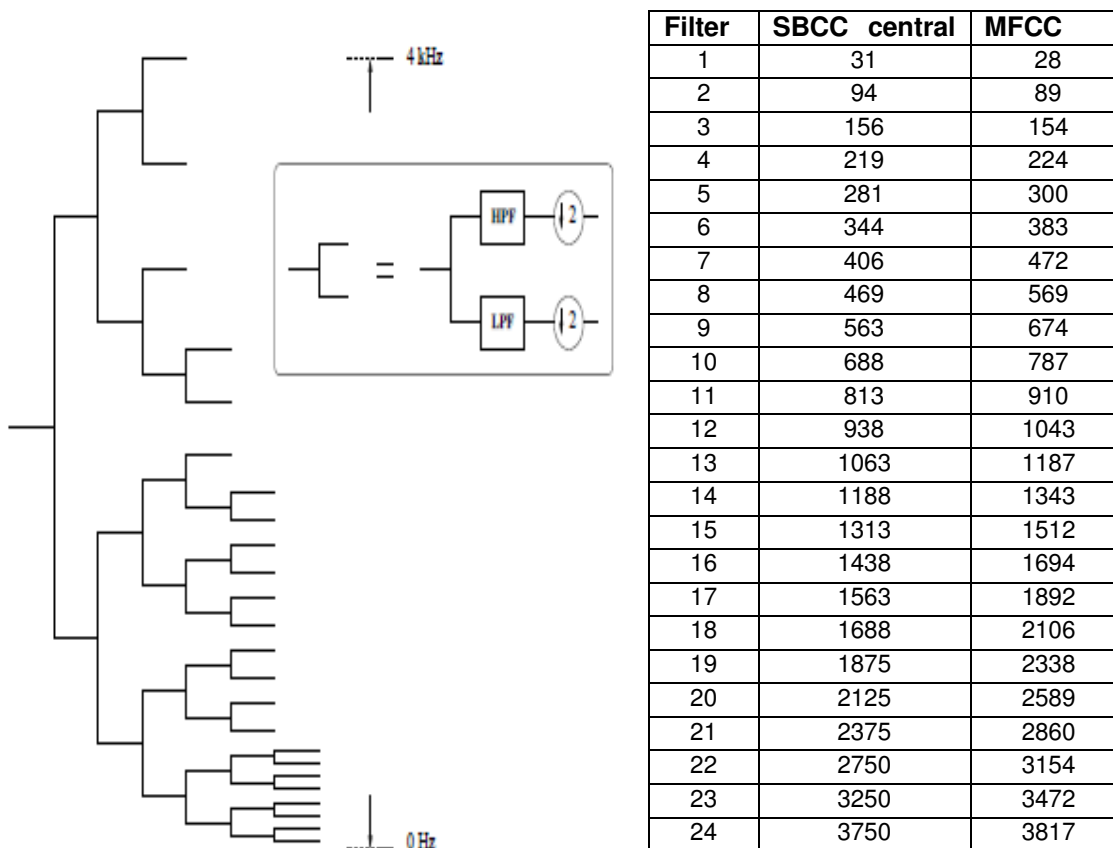 4 kHz
HPF
2
=
LPF
2
0 Hz
Filter SBCC central MFCC
1 31 28
2 94 89
3 156 154
4 219 224
5 281 300
6 344 383
7 406 472
8 469 569
9 563 674
10 688 787
11 813 910
12 938 1043
13 1063 1187
14 1188 1343
15 1313 1512
16 1438 1694
17 1563 1892
18 1688 2106
19 1875 2338
20 2125 2589
21 2375 2860
22 2750 3154
23 3250 3472
24 3750 3817